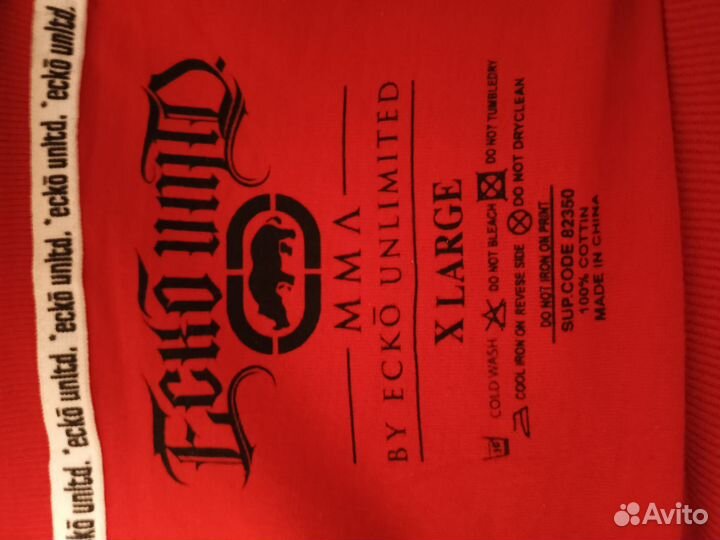 *eckō unltd. *eckō unltd. *eckō unltd. *eckō unltd. *eckō unltd.
Eckō unltd.
MMA
BY ECKŌ UNLIMITED
X LARGE
COLD WASH DO NOT BLEACH DO NOT TUMBLEDRY
COOL IRON ON REVESE SIDE DO NOT DRYCLEAN
DO NOT IRON ON PRINT
SUP.CODE 82350
100% COTTIN
MADE IN CHINA
Avito